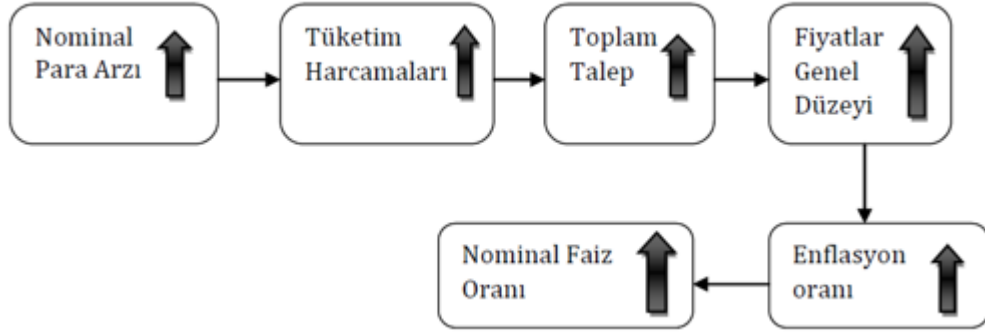 Nominal
Para Arzı
Tüketim
Harcamaları
Toplam
Talep
Fiyatlar
Genel
Düzeyi
Enflasyon
oranı
Nominal Faiz
Oranı